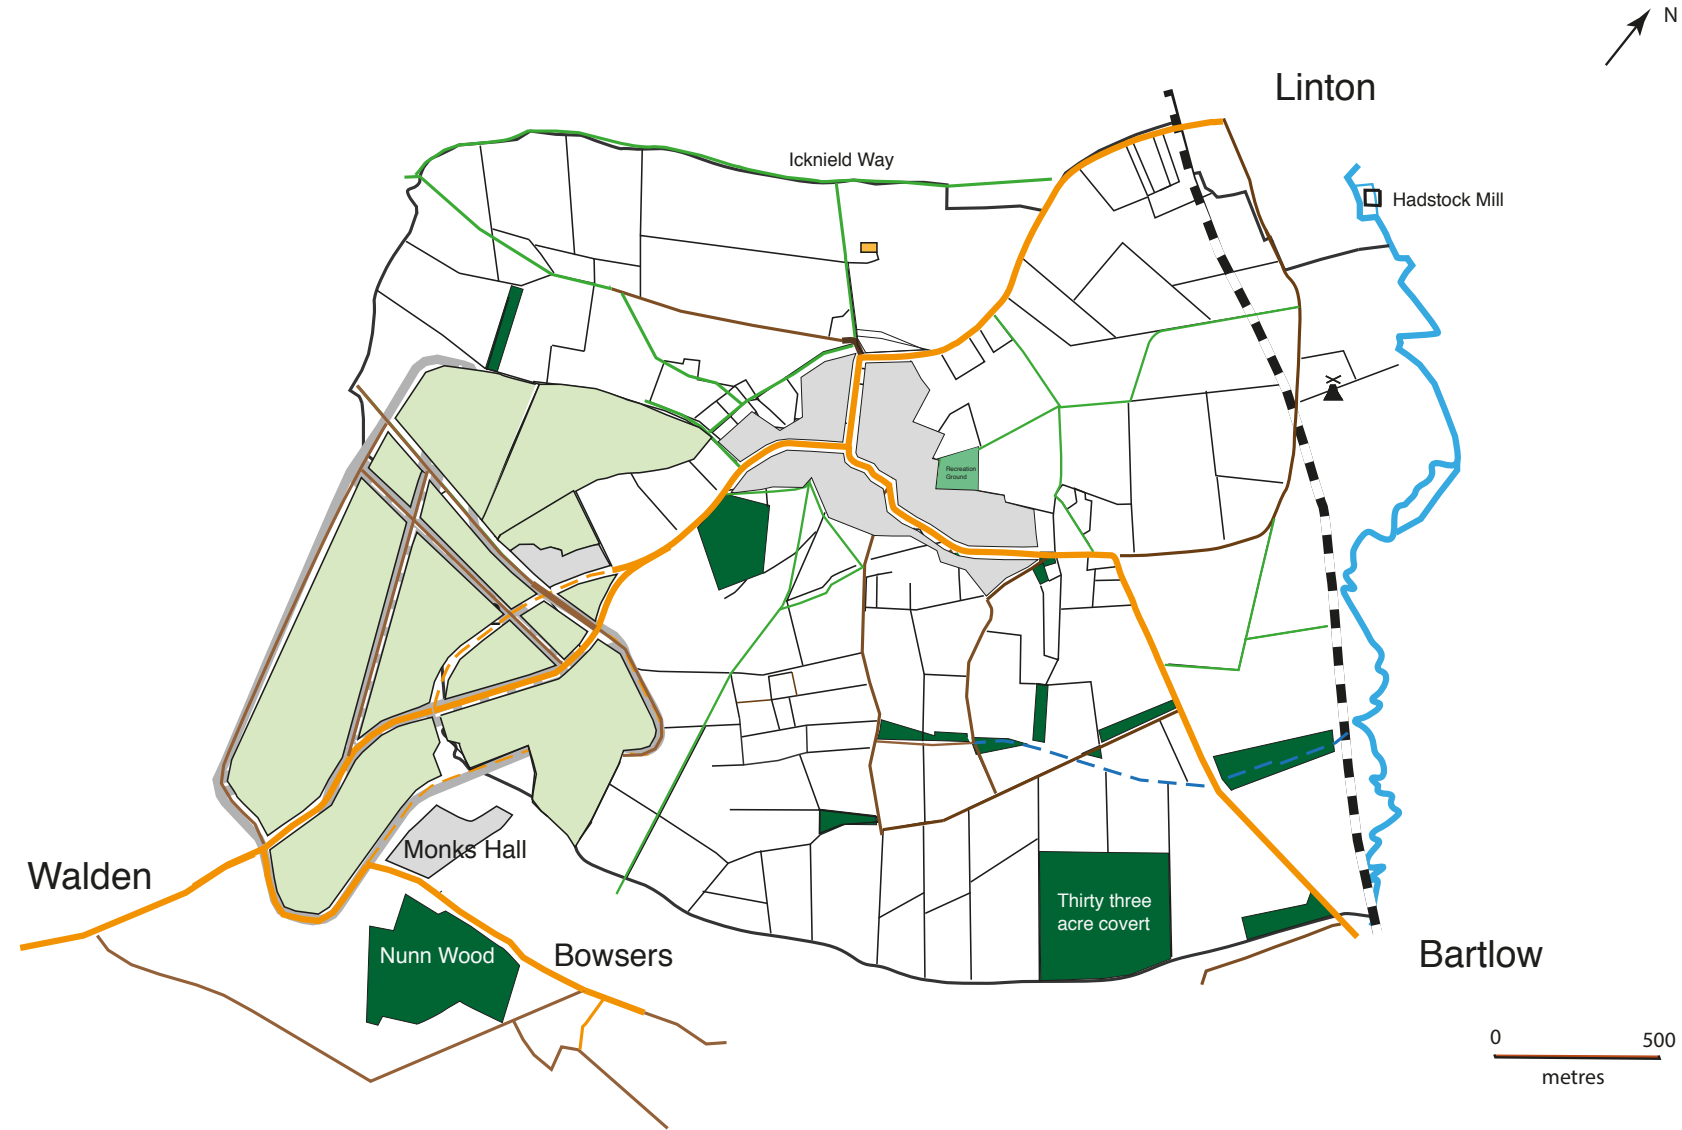 N
Linton
Icknield Way
Hadstock Mill
Recreation
Ground
Monks Hall
Walden
Thirty three
acre covert
Nunn Wood
Bowsers
Bartlow
0 500
metres